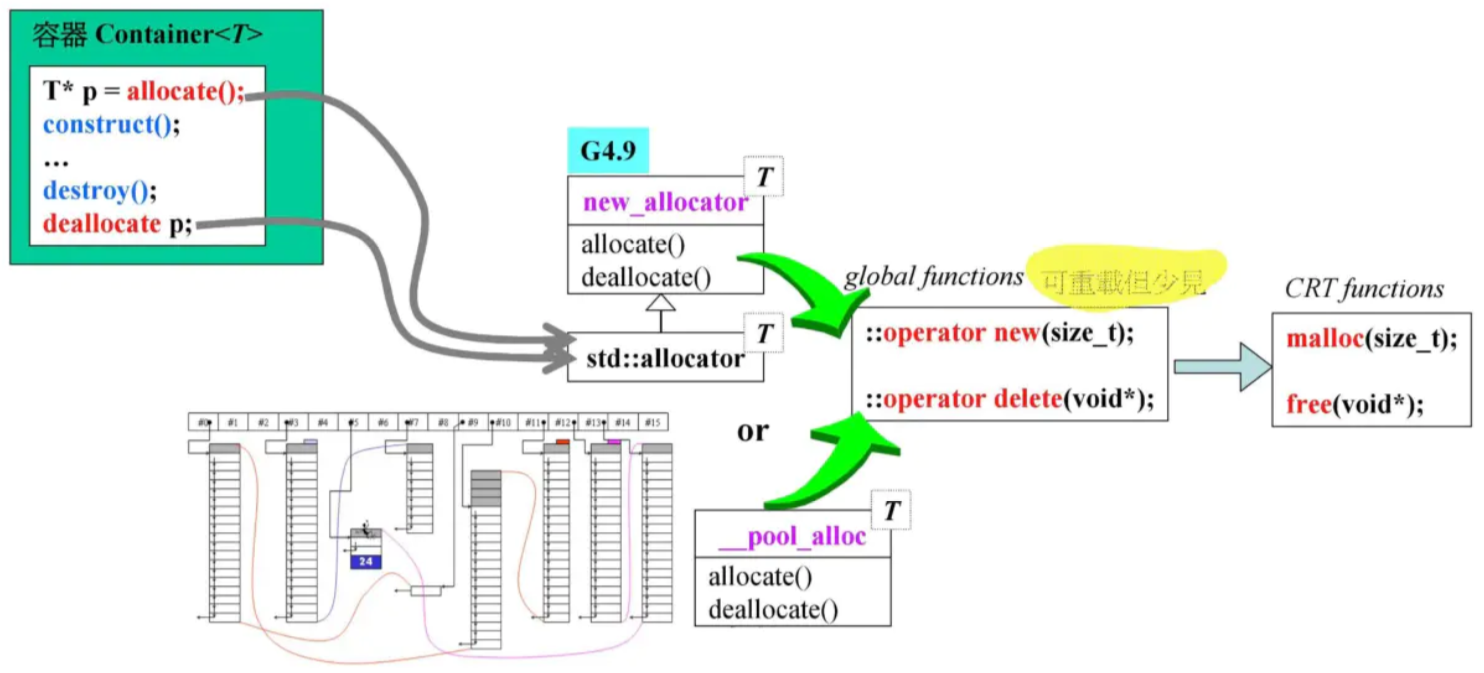 容器 Container<T>
T* p = allocate();
construct();
...
destroy();
deallocate p;
G4.9
T
new_allocator
allocate()
deallocate()
T
std::allocator
global functions 可重載但少見
::operator new(size_t);
::operator delete(void*);
CRT functions
malloc(size_t);
free(void*);
#0 #1 #2 #3 #4 #5 #6 #7 #8 #9 #10 #11 #12 #13 #14 #15
24
or
T
__pool_alloc
allocate()
deallocate()